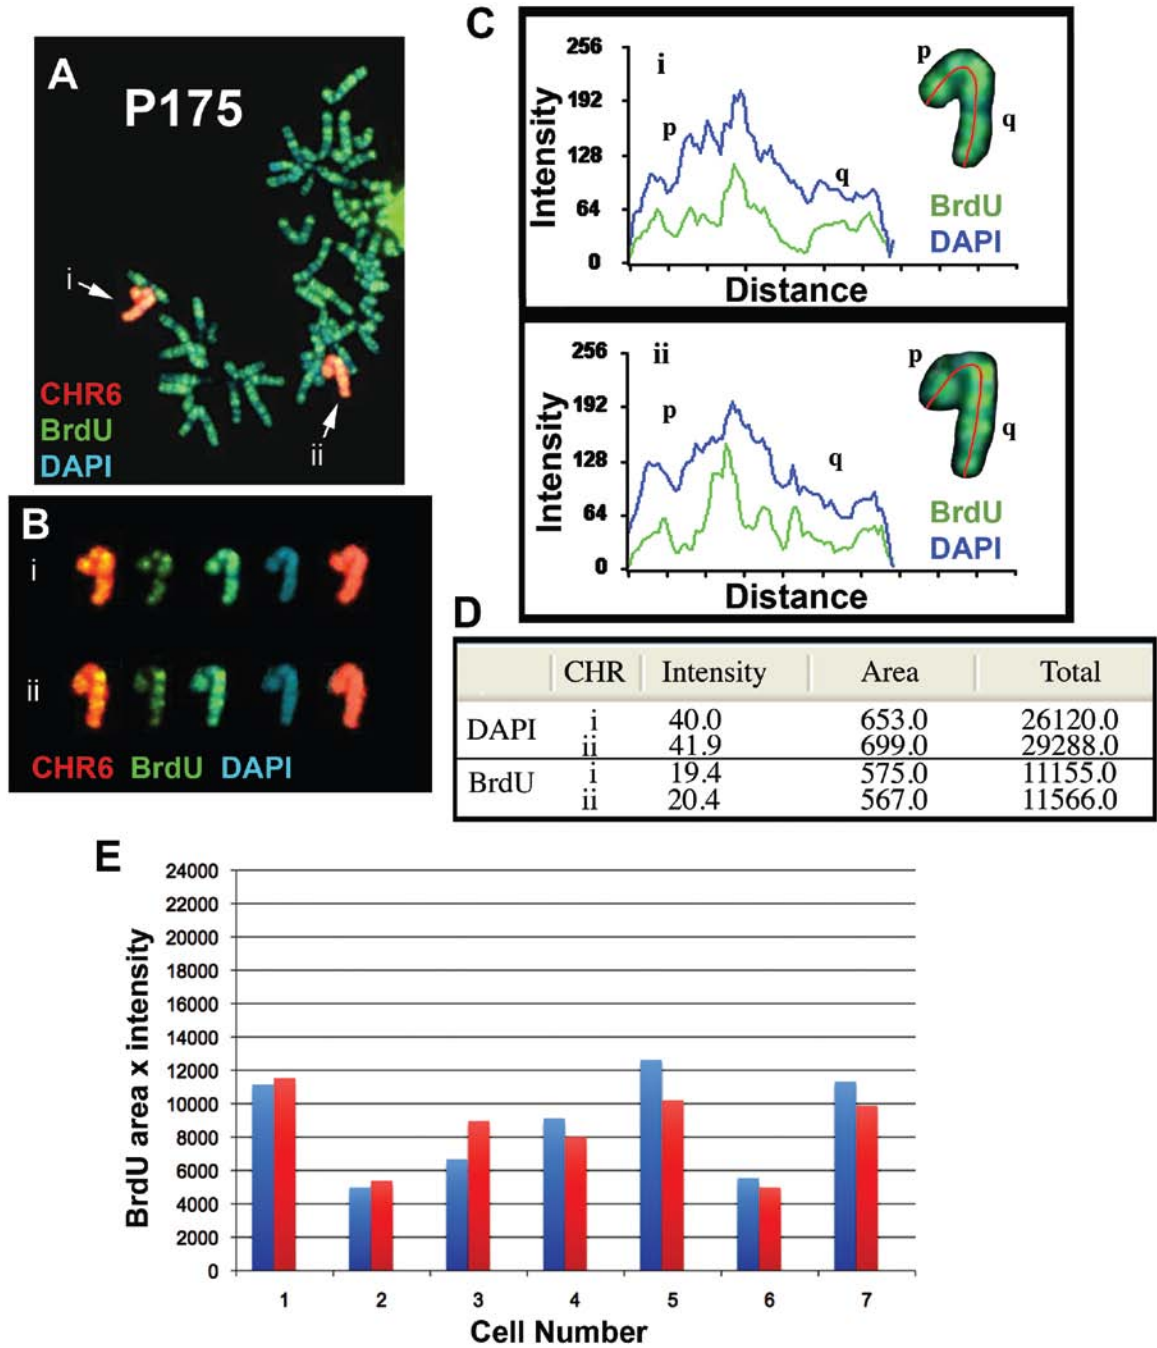 A
P175
i
ii
CHR6
BrdU
DAPI
B
i
ii
CHR6 BrdU DAPI
C
Intensity
256
192
128
64
0
i
p
q
p
q
BrdU
DAPI
Distance
Intensity
256
192
128
64
0
ii
p
q
p
q
BrdU
DAPI
Distance
D
CHR Intensity Area Total
DAPI i 40.0 653.0 26120.0
ii 41.9 699.0 29288.0
BrdU i 19.4 575.0 11155.0
ii 20.4 567.0 11566.0
E
BrdU area x intensity
24000
22000
20000
18000
16000
14000
12000
10000
8000
6000
4000
2000
0
1 2 3 4 5 6 7
Cell Number